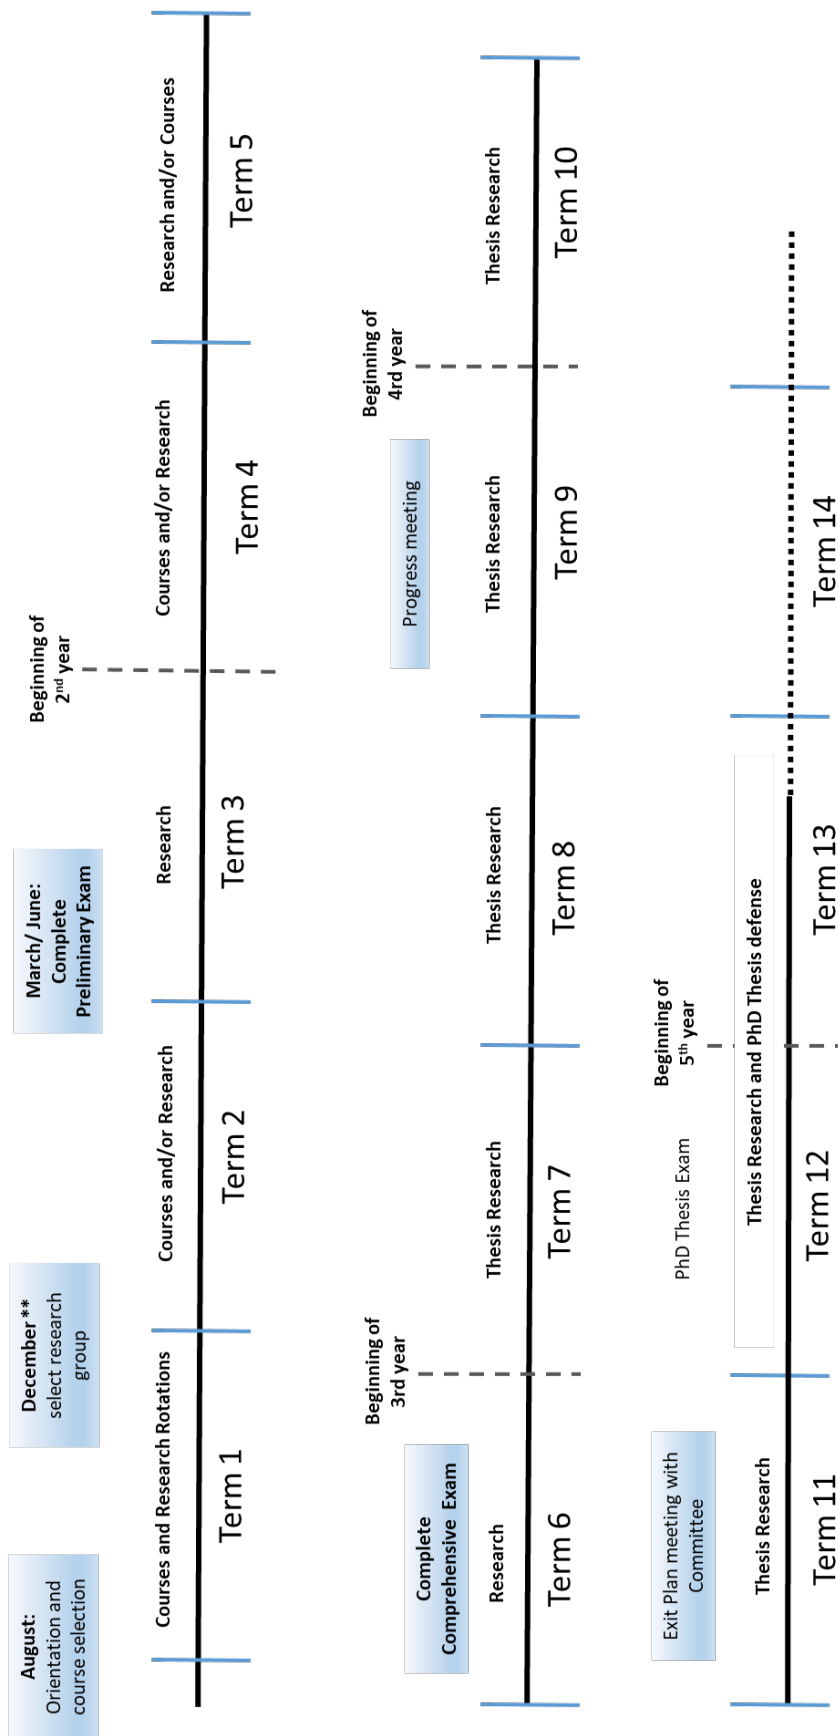 August:
Orientation and
course selection
December **
select research
group
March/ June:
Complete
Preliminary Exam
Beginning of
2nd year
Courses and Research Rotations
Courses and/or Research
Research
Courses and/or Research
Research and/or Courses
Term 1
Term 2
Term 3
Term 4
Term 5
Complete
Comprehensive Exam
Beginning of
3rd year
Progress meeting
Beginning of
4rd year
Research
Thesis Research
Thesis Research
Thesis Research
Thesis Research
Term 6
Term 7
Term 8
Term 9
Term 10
Exit Plan meeting with
Committee
PhD Thesis Exam
Beginning of
5th year
Thesis Research
Thesis Research and PhD Thesis defense
Term 11
Term 12
Term 13
Term 14